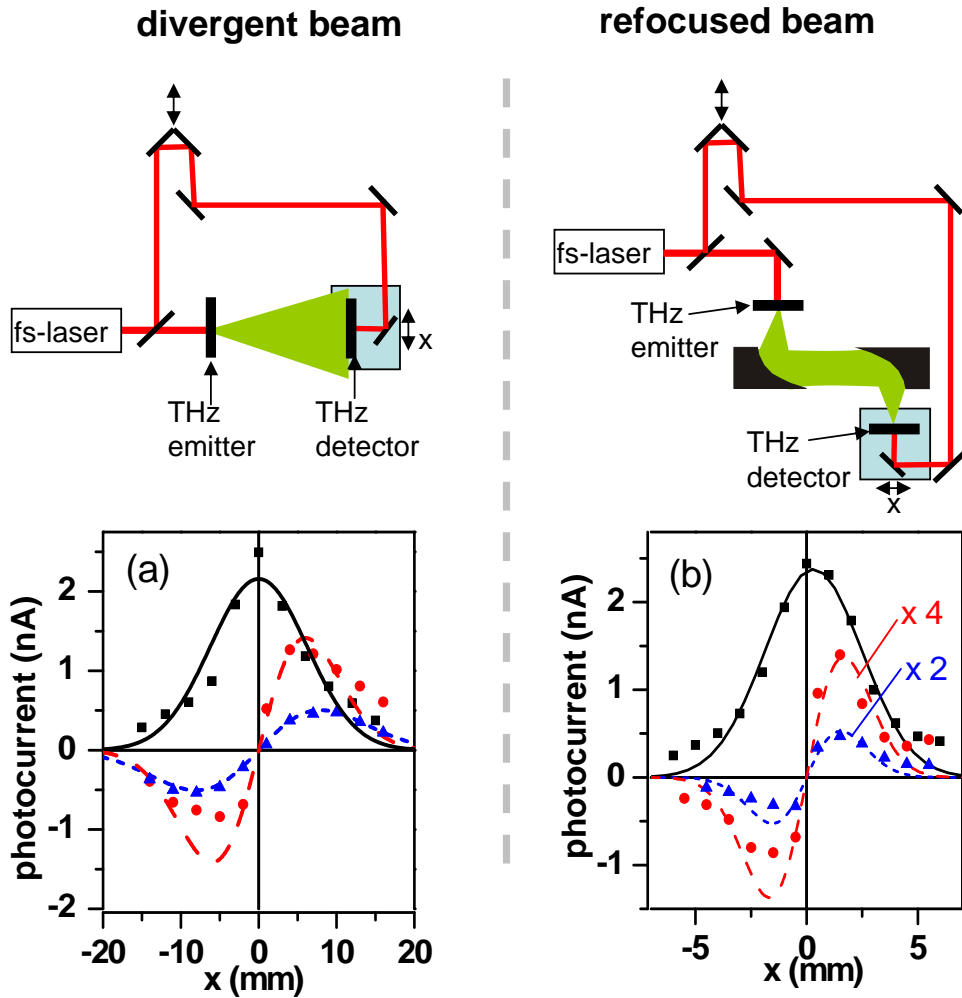 divergent beam
refocused beam
fs-laser
x
THz
emitter
THz
detector
fs-laser
THz
emitter
THz
detector
x
(a)
photocurrent (nA)
2
1
0
-1
-2
-20
-10
0
10
20
x (mm)
(b)
x 4
x 2
photocurrent (nA)
2
1
0
-1
-5
0
5
x (mm)